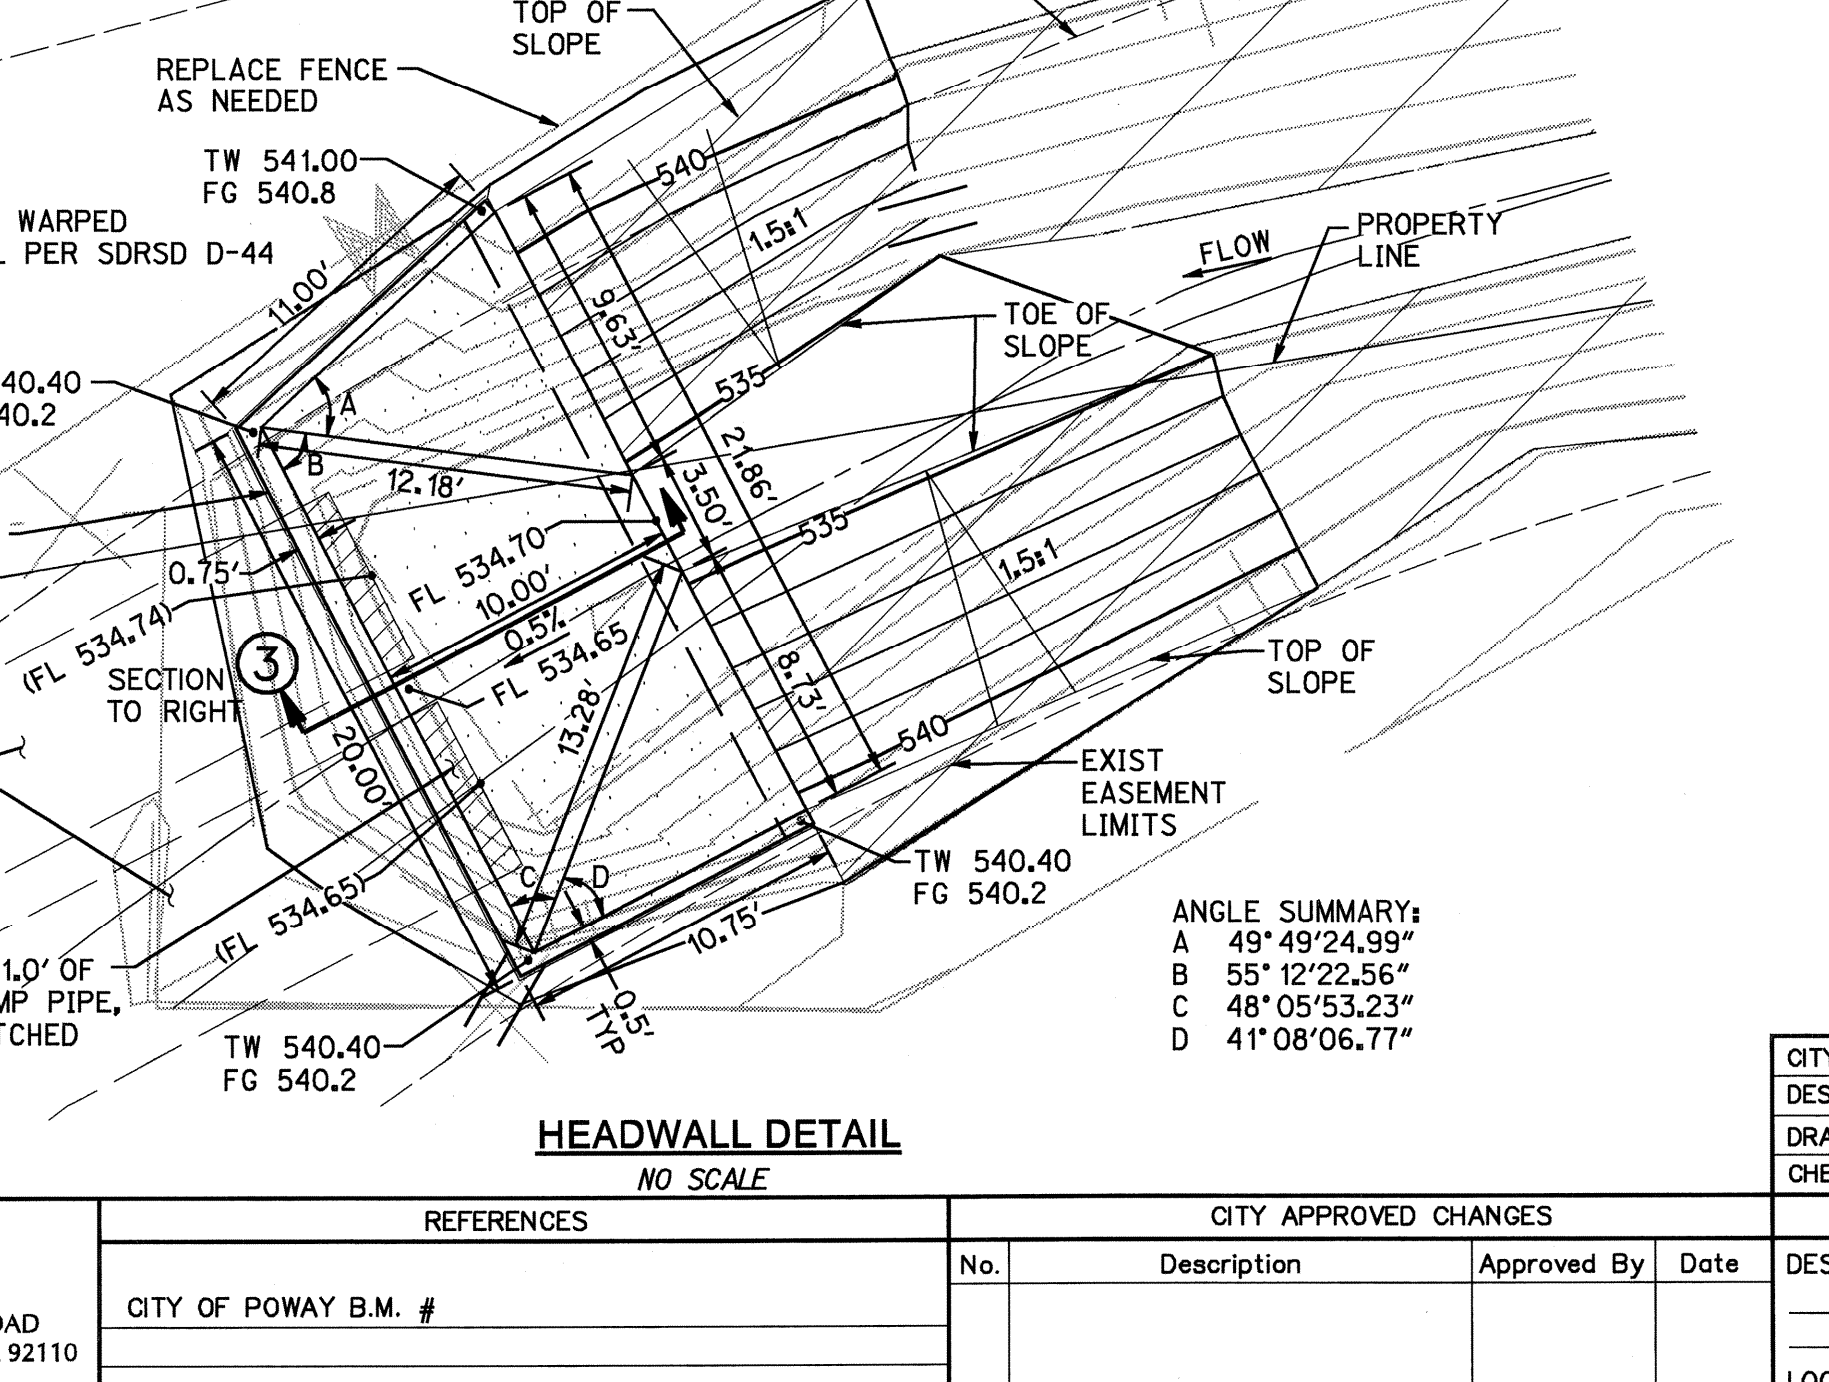 TOP OF
SLOPE
REPLACE FENCE
AS NEEDED
TW 541.00
FG 540.8
WARPED
L PER SDRSD D-44
11.00'
540
1.5:1
9.63'
FLOW
PROPERTY
LINE
TOE OF
SLOPE
40.40
40.2
A
B
12.18'
535
21.86'
3.50'
535
1.5:1
FL 534.70
10.00'
0.5%
FL 534.65
0.75'
(FL 534.74)
3
SECTION
TO RIGHT
20.00'
13.28'
8.73'
540
TOP OF
SLOPE
EXIST
EASEMENT
LIMITS
TW 540.40
FG 540.2
C
D
(FL 534.65)
10.75'
0.5'
TYP
1.0' OF
MP PIPE,
TCHED
TW 540.40
FG 540.2
ANGLE SUMMARY:
A 49°49'24.99"
B 55°12'22.56"
C 48°05'53.23"
D 41°08'06.77"
HEADWALL DETAIL
NO SCALE
CITY
DES
DRA
CHE
REFERENCES
CITY APPROVED CHANGES
No. Description Approved By Date
DES
CITY OF POWAY B.M. #
OAD
92110